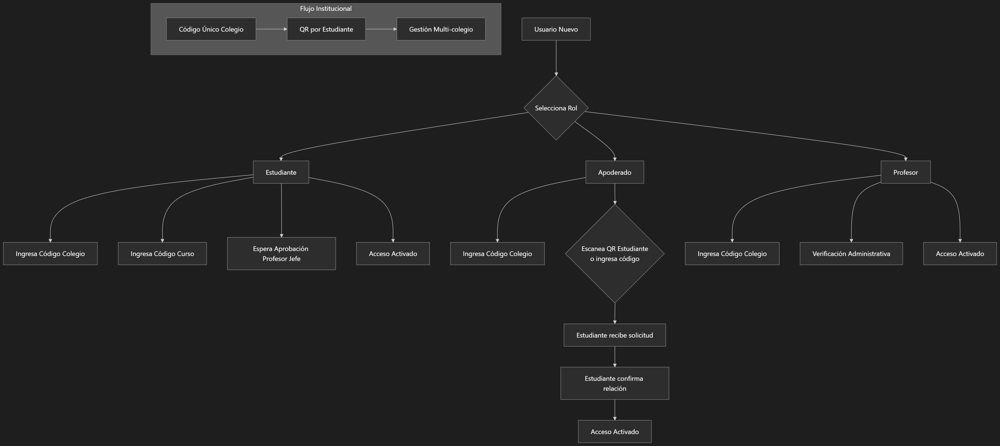 Flujo Institucional
Código Único Colegio
QR por Estudiante
Gestión Multi-colegio
Usuario Nuevo
Selecciona Rol
Estudiante
Apoderado
Profesor
Ingresa Código Colegio
Ingresa Código Curso
Espera Aprobación
Profesor Jefe
Acceso Activado
Ingresa Código Colegio
Escanea QR Estudiante
o ingresa código
Ingresa Código Colegio
Verificación Administrativa
Acceso Activado
Estudiante recibe solicitud
Estudiante confirma
relación
Acceso Activado